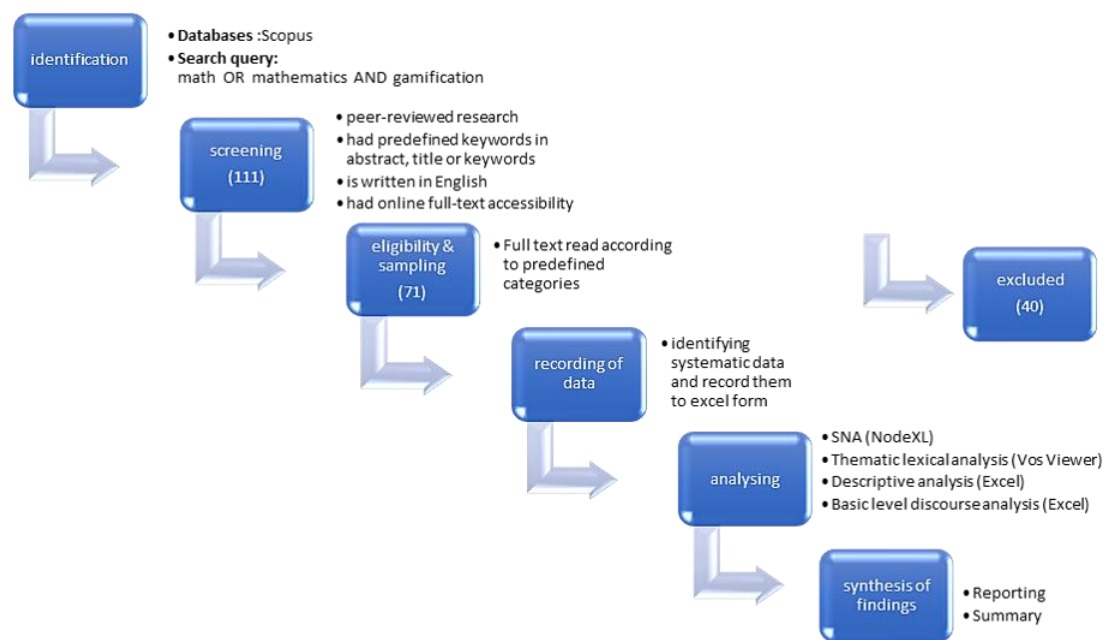 identification
• Databases :Scopus
• Search query:
math OR mathematics AND gamification
screening
(111)
• peer-reviewed research
• had predefined keywords in
abstract, title or keywords
• is written in English
• had online full-text accessibility
eligibility &
sampling
(71)
• Full text read according
to predefined
categories
excluded
(40)
recording of
data
• identifying
systematic data
and record them
to excel form
analysing
• SNA (NodeXL)
• Thematic lexical analysis (Vos Viewer)
• Descriptive analysis (Excel)
• Basic level discourse analysis (Excel)
synthesis of
findings
• Reporting
• Summary